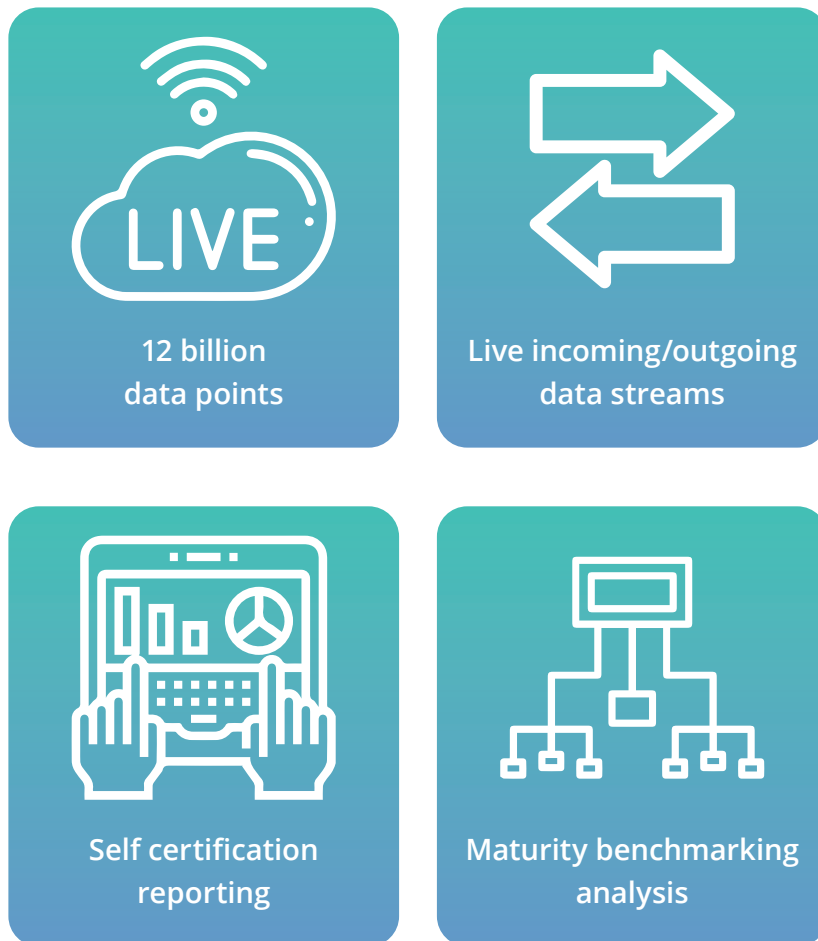 LIVE
12 billion
data points
Live incoming/outgoing
data streams
Self certification
reporting
Maturity benchmarking
analysis